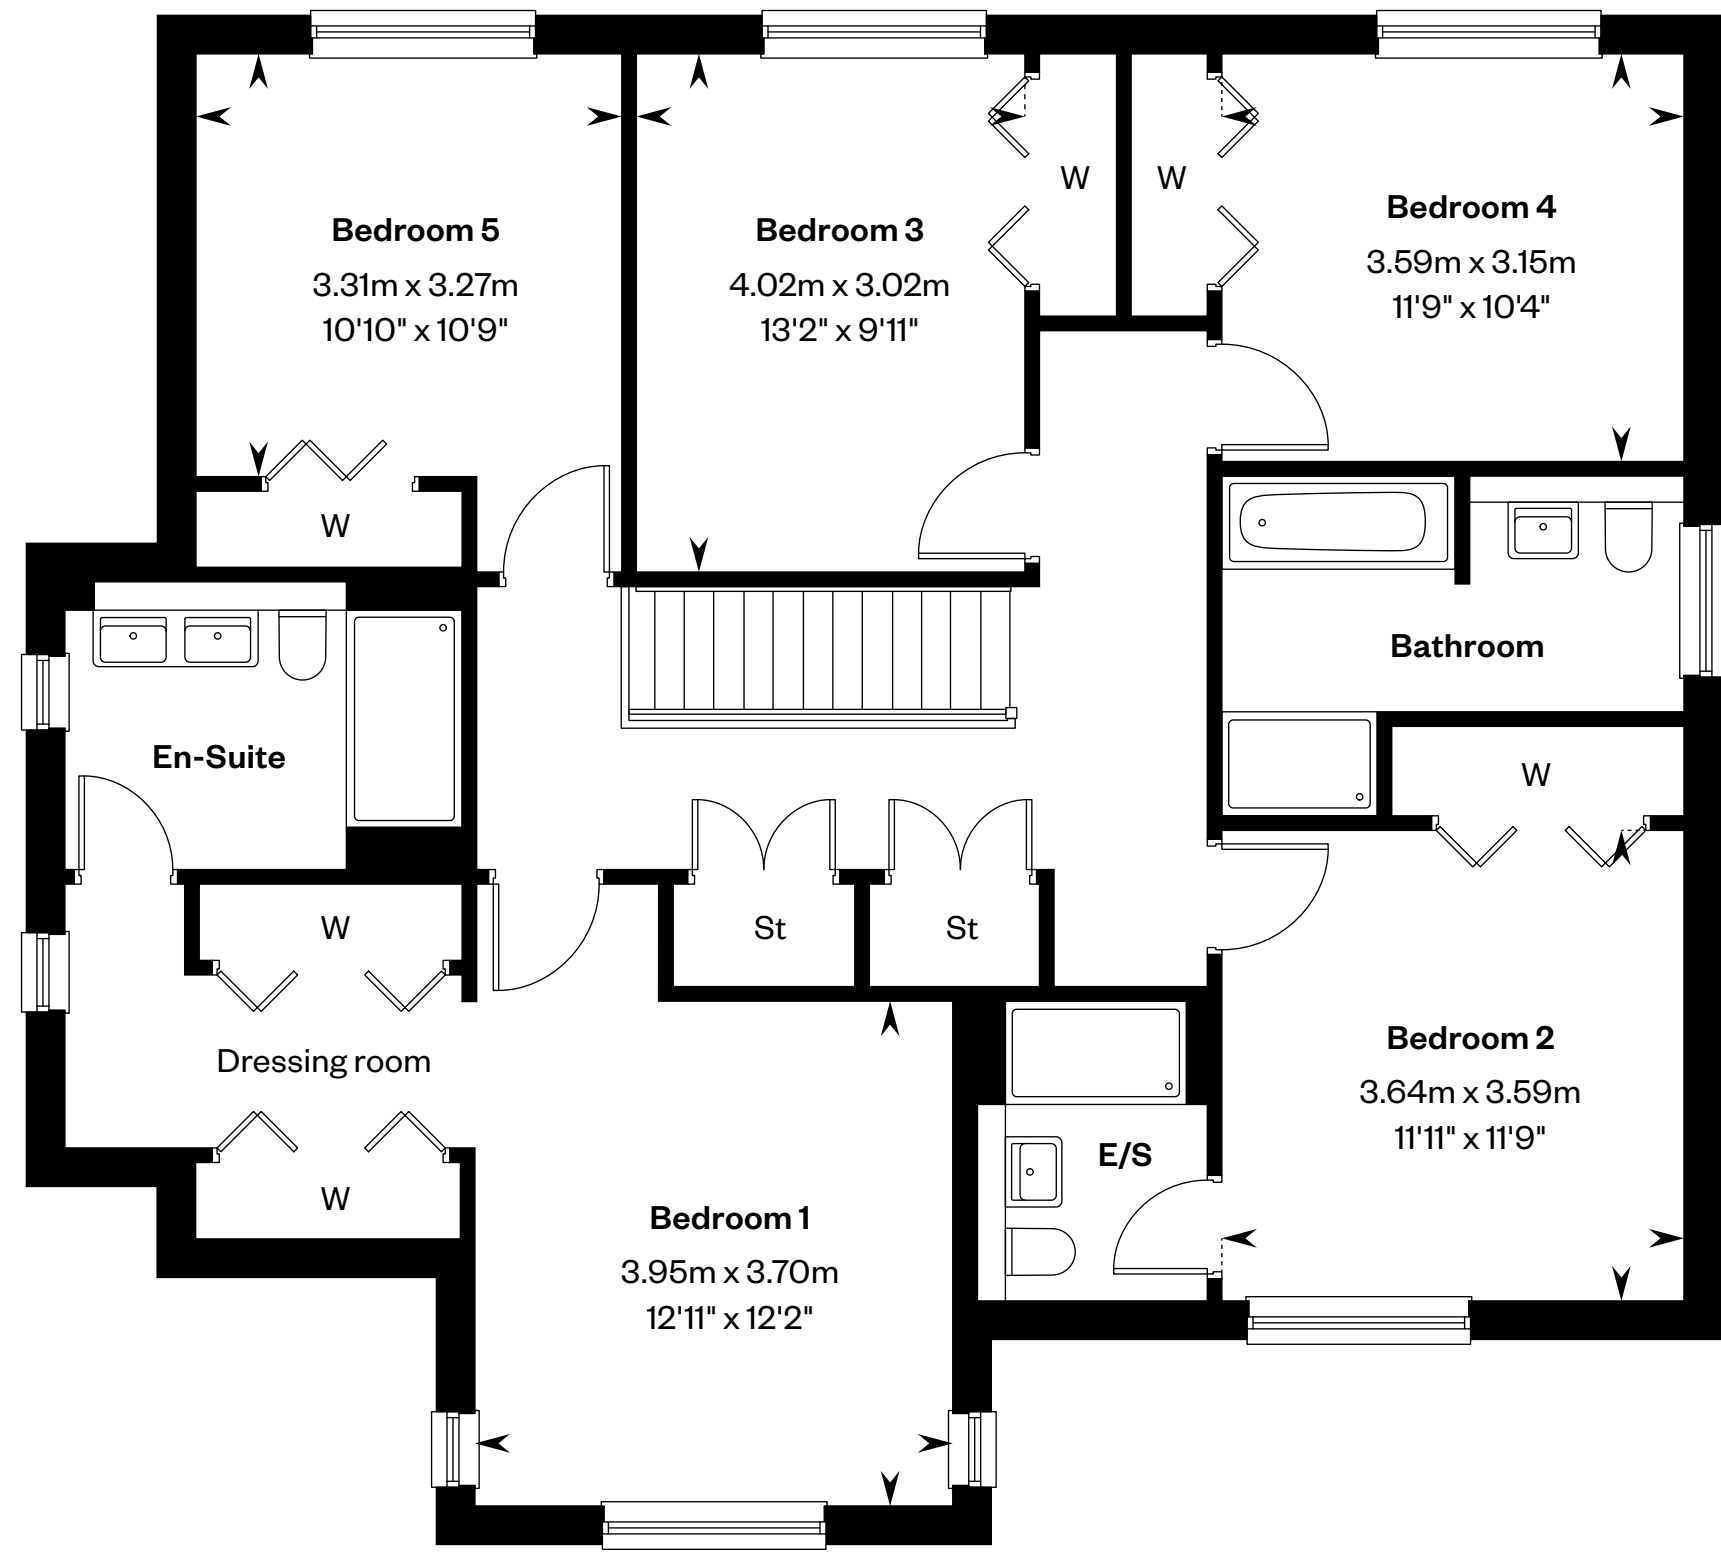 Bedroom 5
3.31m x 3.27m
10'10" x 10'9"
W
Bedroom 3
4.02m x 3.02m
13'2" x 9'11"
W
W
Bedroom 4
3.59m x 3.15m
11'9" x 10'4"
Bathroom
En-Suite
W
W
St
St
Dressing room
W
Bedroom 1
3.95m x 3.70m
12'11" x 12'2"
E/S
Bedroom 2
3.64m x 3.59m
11'11" x 11'9"